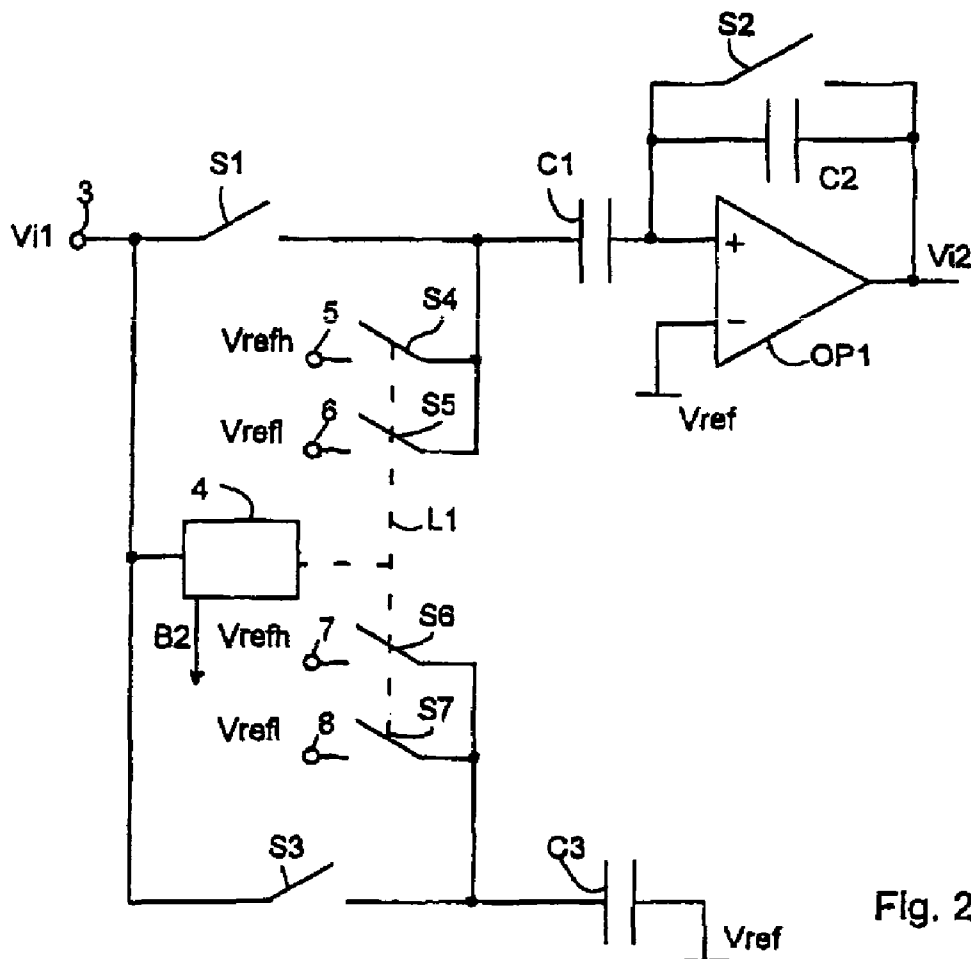 S2
S1
C1
3
C2
Vi1
+
Vi2
5
S4
Vrefh
−
OP1
6
S5
Vrefl
Vref
4
L1
S6
B2
Vrefh
7
S7
Vrefl
8
S3
C3
Fig. 2
Vref